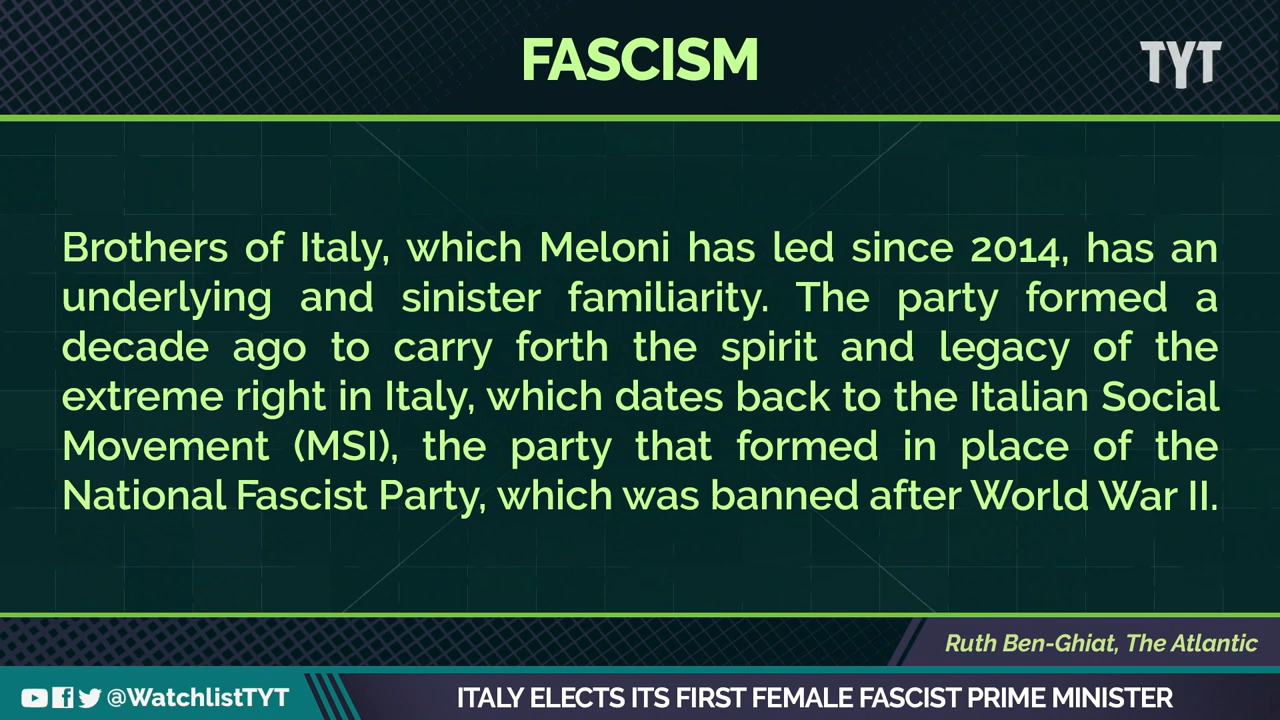 FASCISM
TYT
Brothers of Italy, which Meloni has led since 2014, has an
underlying and sinister familiarity. The party formed a
decade ago to carry forth the spirit and legacy of the
extreme right in Italy, which dates back to the Italian Social
Movement (MSI), the party that formed in place of the
National Fascist Party, which was banned after World War II.
Ruth Ben-Ghiat, The Atlantic
@WatchlistTYT
ITALY ELECTS ITS FIRST FEMALE FASCIST PRIME MINISTER